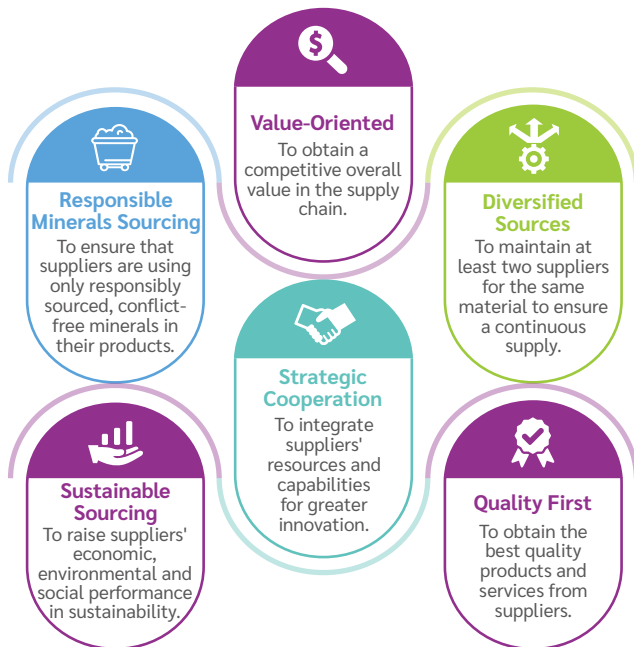 $
Value-Oriented
To obtain a
competitive overall
value in the supply
chain.
Responsible
Minerals Sourcing
To ensure that
suppliers are using
only responsibly
sourced, conflict-
free minerals in
their products.
Diversified
Sources
To maintain at
least two suppliers
for the same
material to ensure
a continuous
supply.
Strategic
Cooperation
To integrate
suppliers'
resources and
capabilities
for greater
innovation.
Sustainable
Sourcing
To raise suppliers'
economic,
environmental and
social performance
in sustainability.
Quality First
To obtain the
best quality
products and
services from
suppliers.